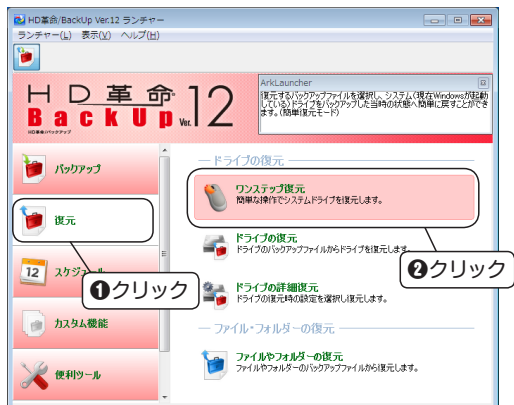 HD革命/BackUp Ver.12 ランチャー
ランチャー(L) 表示(V) ヘルプ(H)
HD革命
BackUp Ver.12
HD革命/バックアップ
ArkLauncher
復元するバックアップファイルを選択し、システム(現在Windowsが起動
している)ドライブをバックアップした当時の状態へ簡単に戻すことができ
ます。(簡単復元モード)
バックアップ
復元
12 スケジュール
カスタム機能
便利ツール
ドライブの復元
ワンステップ復元
簡単な操作でシステムドライブを復元します。
ドライブの復元
ドライブのバックアップファイルからドライブを復元します。
ドライブの詳細復元
ドライブの復元時の設定を選択し復元します。
ファイル・フォルダーの復元
ファイルやフォルダーの復元
ファイルやフォルダーのバックアップファイルから復元します。
❶クリック
❷クリック